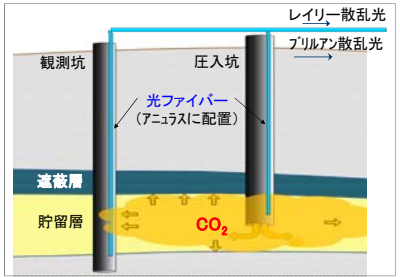 レイリー散乱光
ブリルアン散乱光
観測坑
圧入坑
光ファイバー
(アニュラスに配置)
遮蔽層
貯留層
CO₂